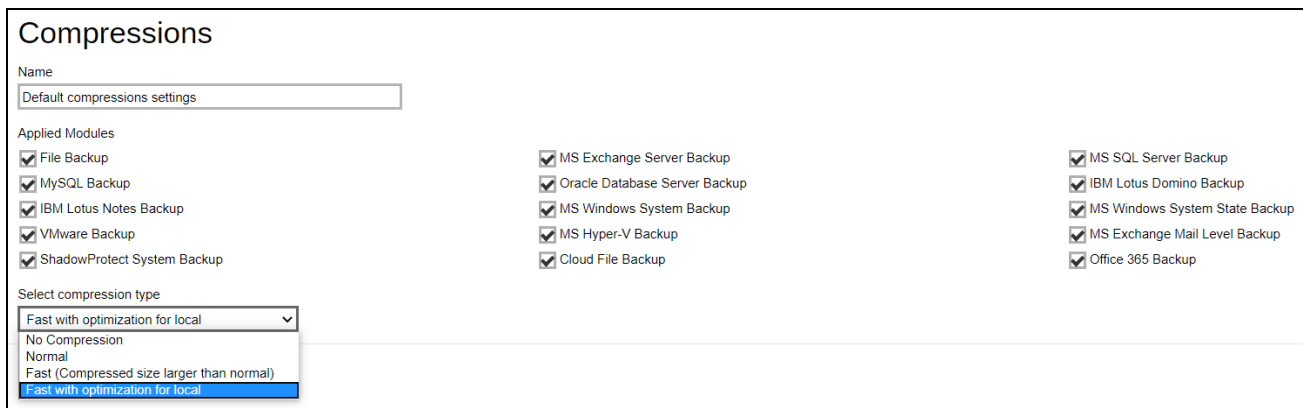 Compressions
Name
Default compressions settings
Applied Modules
File Backup MS Exchange Server Backup MS SQL Server Backup
MySQL Backup Oracle Database Server Backup IBM Lotus Domino Backup
IBM Lotus Notes Backup MS Windows System Backup MS Windows System State Backup
VMware Backup MS Hyper-V Backup MS Exchange Mail Level Backup
ShadowProtect System Backup Cloud File Backup Office 365 Backup
Select compression type
Fast with optimization for local
No Compression
Normal
Fast (Compressed size larger than normal)
Fast with optimization for local